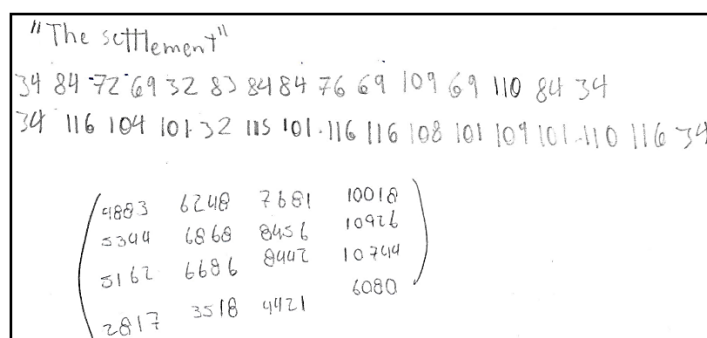 "The settlement"
34 84 72 69 32 83 84 84 76 69 109 69 110 84 34
34 116 104 101 32 115 101 116 116 108 101 109 101 110 116 34
4883 6248 7681 10018
5344 6868 8456 10926
5162 6686 8442 10744
2817 3518 4421 6080